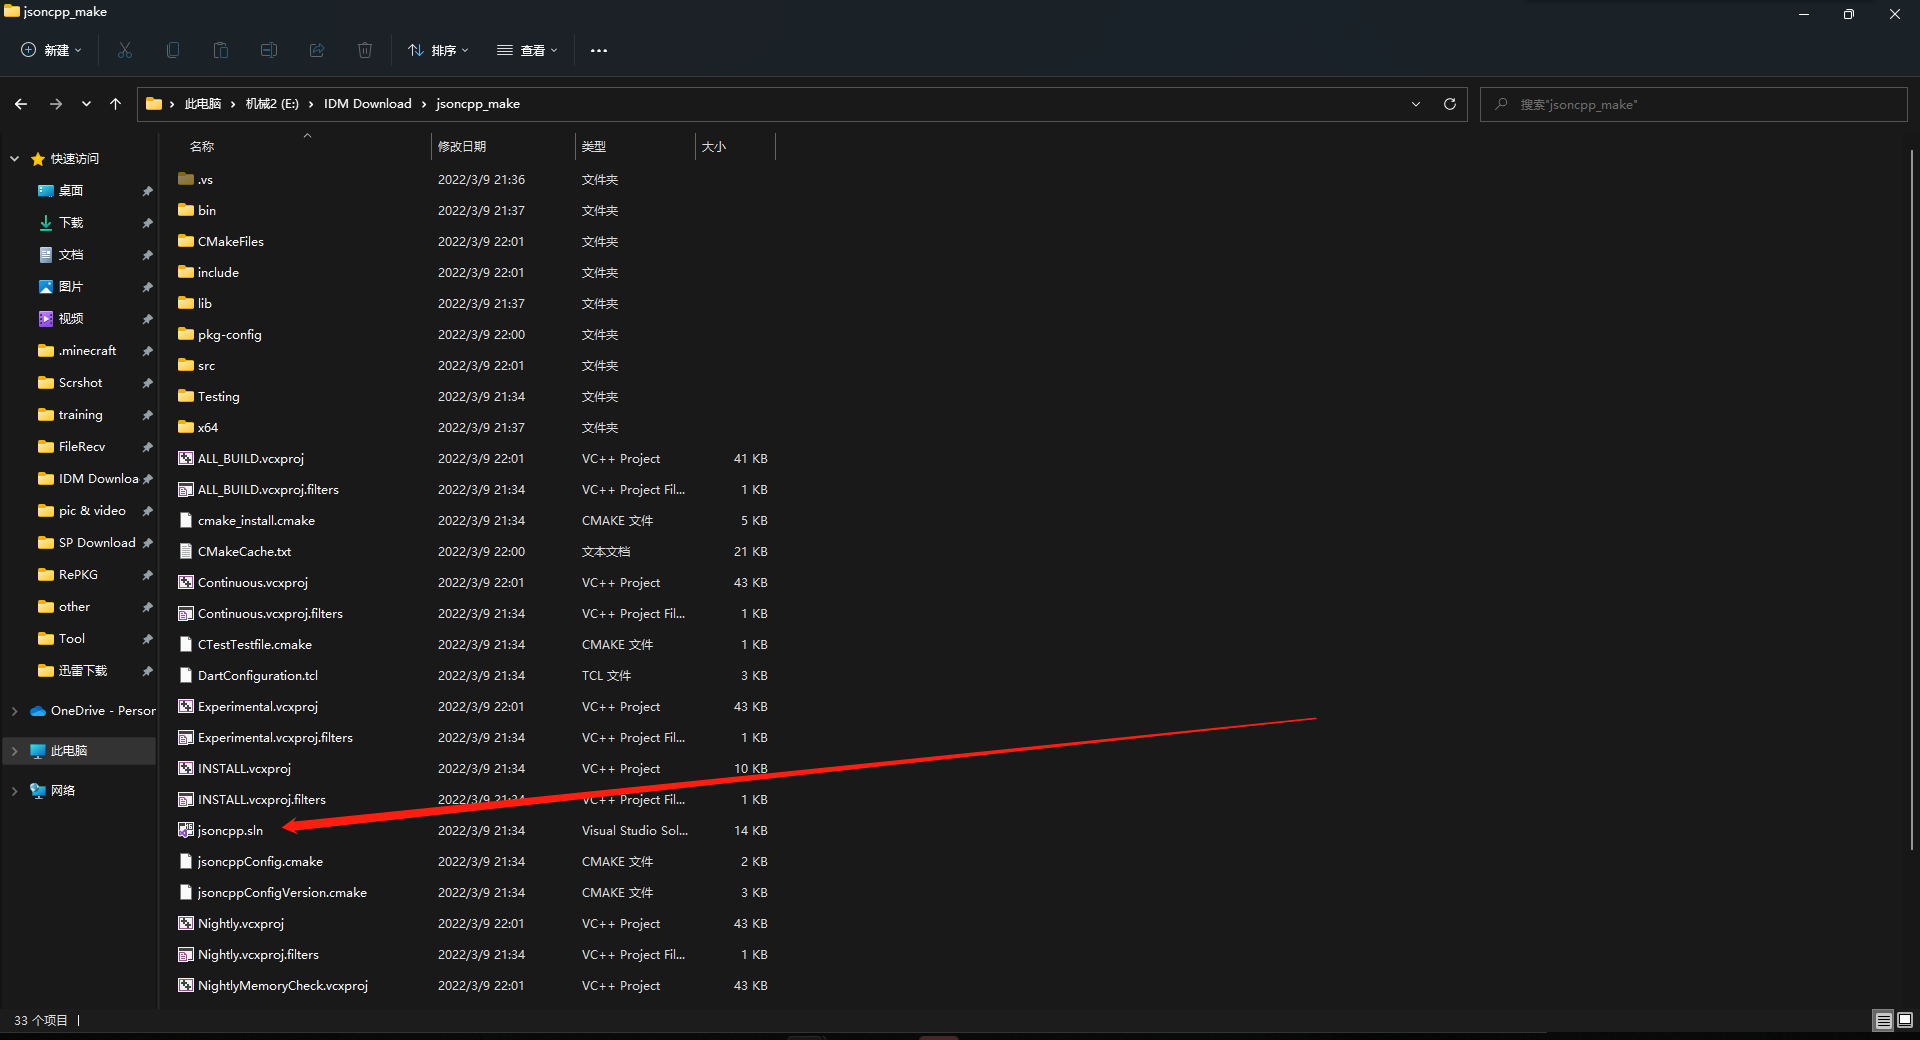 jsoncpp_make
新建 排序 查看
此电脑 机械2 (E:) IDM Download jsoncpp_make
搜索"jsoncpp_make"
快速访问
桌面
下载
文档
图片
视频
.minecraft
Scrshot
training
FileRecv
IDM Downloa
pic & video
SP Download
RePKG
other
Tool
迅雷下载
OneDrive - Persor
此电脑
网络
名称 修改日期 类型 大小
.vs 2022/3/9 21:36 文件夹
bin 2022/3/9 21:37 文件夹
CMakeFiles 2022/3/9 22:01 文件夹
include 2022/3/9 22:01 文件夹
lib 2022/3/9 21:37 文件夹
pkg-config 2022/3/9 22:00 文件夹
src 2022/3/9 22:01 文件夹
Testing 2022/3/9 21:34 文件夹
x64 2022/3/9 21:37 文件夹
ALL_BUILD.vcxproj 2022/3/9 22:01 VC++ Project 41 KB
ALL_BUILD.vcxproj.filters 2022/3/9 21:34 VC++ Project Fil... 1 KB
cmake_install.cmake 2022/3/9 21:34 CMAKE 文件 5 KB
CMakeCache.txt 2022/3/9 22:00 文本文档 21 KB
Continuous.vcxproj 2022/3/9 22:01 VC++ Project 43 KB
Continuous.vcxproj.filters 2022/3/9 21:34 VC++ Project Fil... 1 KB
CTestTestfile.cmake 2022/3/9 21:34 CMAKE 文件 1 KB
DartConfiguration.tcl 2022/3/9 21:34 TCL 文件 3 KB
Experimental.vcxproj 2022/3/9 22:01 VC++ Project 43 KB
Experimental.vcxproj.filters 2022/3/9 21:34 VC++ Project Fil... 1 KB
INSTALL.vcxproj 2022/3/9 21:34 VC++ Project 10 KB
INSTALL.vcxproj.filters 2022/3/9 21:34 VC++ Project Fil... 1 KB
jsoncpp.sln 2022/3/9 21:34 Visual Studio Sol... 14 KB
jsoncppConfig.cmake 2022/3/9 21:34 CMAKE 文件 2 KB
jsoncppConfigVersion.cmake 2022/3/9 21:34 CMAKE 文件 3 KB
Nightly.vcxproj 2022/3/9 22:01 VC++ Project 43 KB
Nightly.vcxproj.filters 2022/3/9 21:34 VC++ Project Fil... 1 KB
NightlyMemoryCheck.vcxproj 2022/3/9 22:01 VC++ Project 43 KB
33 个项目